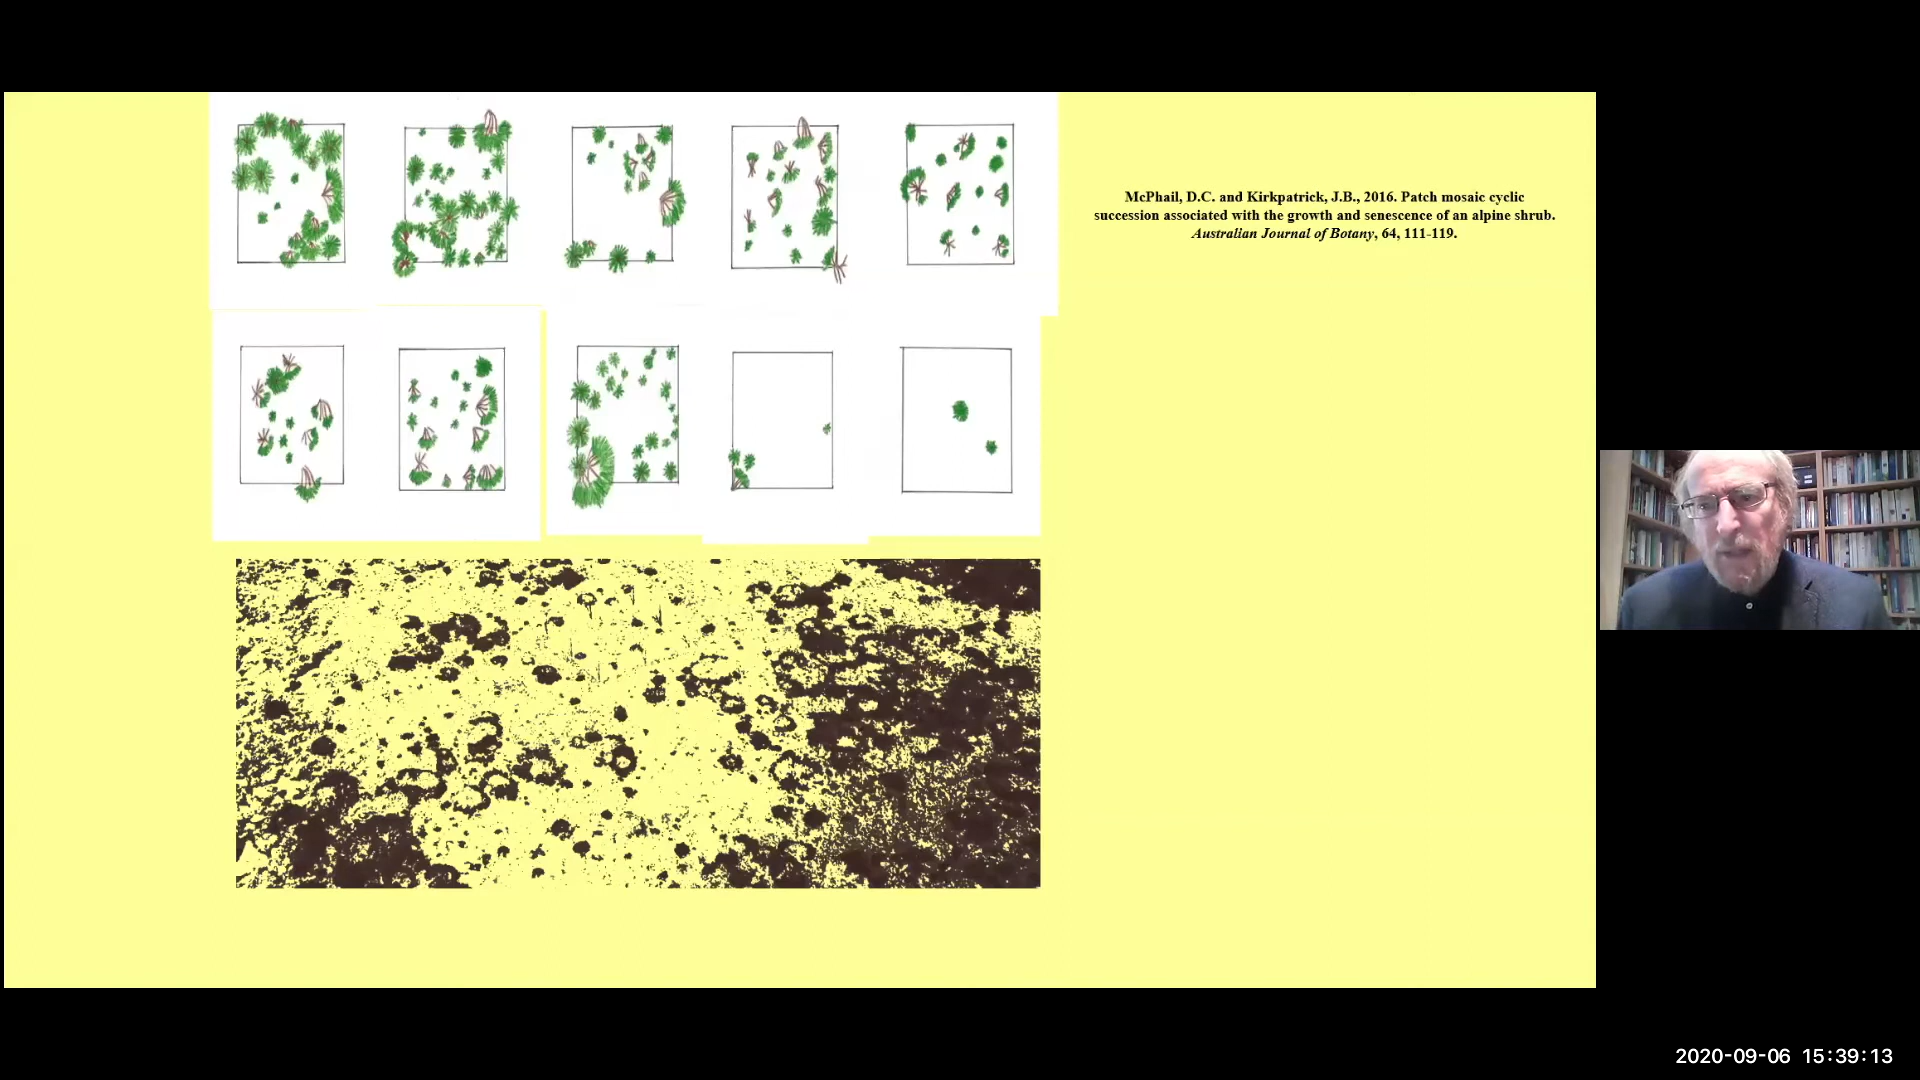 McPhail, D.C. and Kirkpatrick, J.B., 2016. Patch mosaic cyclic
succession associated with the growth and senescence of an alpine shrub.
Australian Journal of Botany, 64, 111-119.
2020-09-06 15:39:13